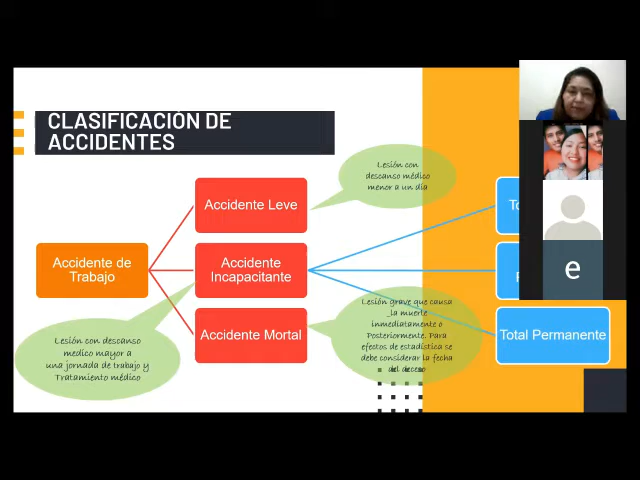 CLASIFICACIÓN DE
ACCIDENTES
Lesión con
descanso médico
menor a un día
Accidente Leve
Accidente de
Trabajo
Accidente
Incapacitante
Lesión grave que causa
_la muerte
inmediatamente o
Posteriormente. Para
efectos de estadística se
debe considerar la fecha
del deceso
Accidente Mortal
Total Permanente
Lesión con descanso
medico mayor a
una jornada de trabajo y
Tratamiento médico
e